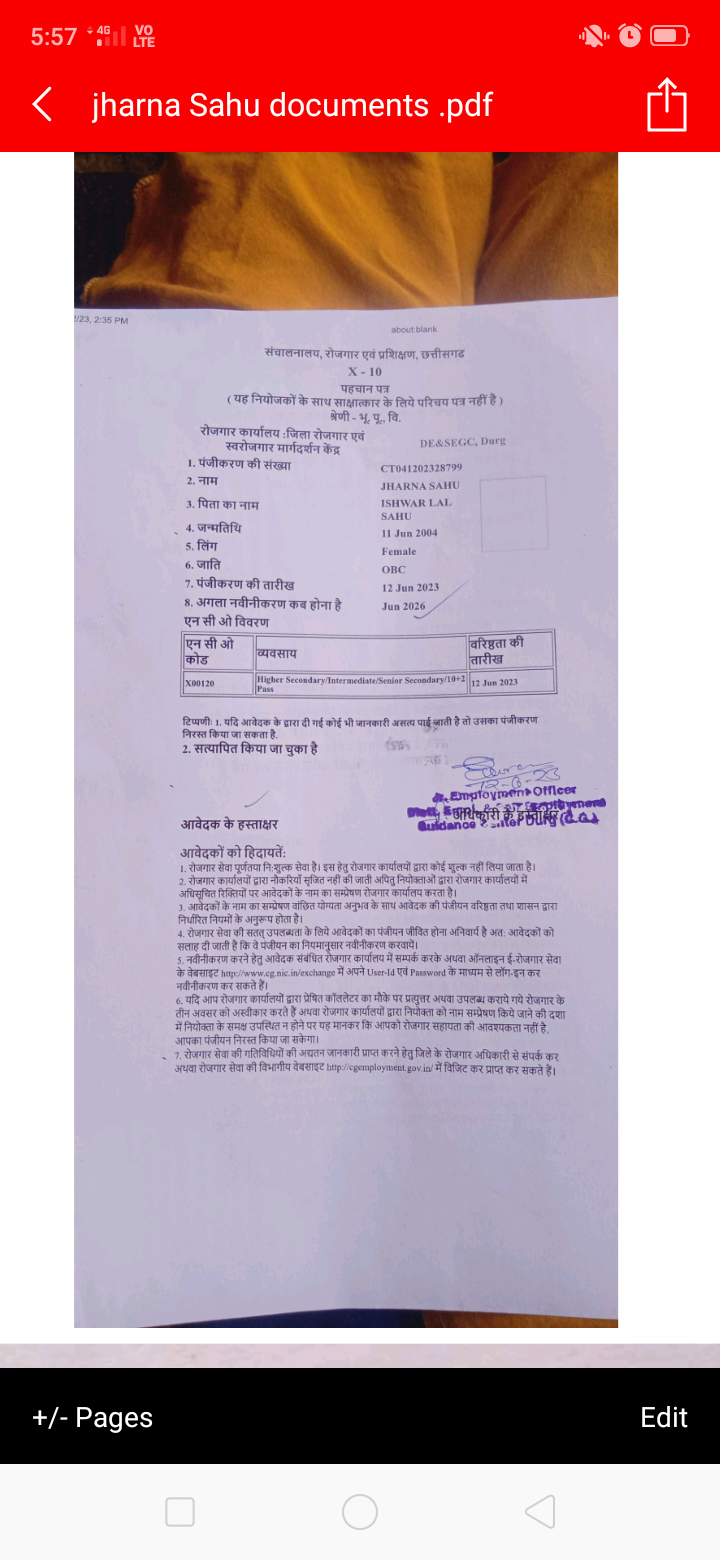 5:57 4G VO LTE
jharna Sahu documents .pdf
2/23, 2:35 PM
about:blank
संचालनालय, रोजगार एवं प्रशिक्षण, छत्तीसगढ
X - 10
पहचान पत्र
( यह नियोजकों के साथ साक्षात्कार के लिये परिचय पत्र नहीं है )
श्रेणी - भू. पू., वि.
रोजगार कार्यालय :जिला रोजगार एवं स्वरोजगार मार्गदर्शन केंद्र DE&SEGC, Durg
1. पंजीकरण की संख्या CT041202328799
2. नाम JHARNA SAHU
3. पिता का नाम ISHWAR LAL SAHU
4. जन्मतिथि 11 Jun 2004
5. लिंग Female
6. जाति OBC
7. पंजीकरण की तारीख 12 Jun 2023
8. अगला नवीनीकरण कब होना है Jun 2026
एन सी ओ विवरण
एन सी ओ कोड व्यवसाय वरिष्ठता की तारीख
X00120 Higher Secondary/Intermediate/Senior Secondary/10+2 Pass 12 Jun 2023
टिप्पणी: 1. यदि आवेदक के द्वारा दी गई कोई भी जानकारी असत्य पाई जाती है तो उसका पंजीकरण
निरस्त किया जा सकता है.
2. सत्यापित किया जा चुका है
12-6-23
Employment Officer
आवेदक के हस्ताक्षर अधिकारी के हस्ताक्षर
Guidance Durg (C.G.)
आवेदकों को हिदायतें:
1. रोजगार सेवा पूर्णतया नि:शुल्क सेवा है। इस हेतु रोजगार कार्यालयों द्वारा कोई शुल्क नहीं लिया जाता है।
2. रोजगार कार्यालयों द्वारा नौकरियाँ सृजित नहीं की जाती अपितु नियोक्ताओं द्वारा रोजगार कार्यालयों में
अधिसूचित रिक्तियों पर आवेदकों के नाम का सम्प्रेषण रोजगार कार्यालय करता है।
3. आवेदकों के नाम का सम्प्रेषण वांछित योग्यता अनुभव के साथ आवेदक की पंजीयन वरिष्ठता तथा शासन द्वारा
निर्धारित नियमों के अनुरूप होता है।
4. रोजगार सेवा की सतत् उपलब्धता के लिये आवेदकों का पंजीयन जीवित होना अनिवार्य है अत: आवेदकों को
सलाह दी जाती है कि वे पंजीयन का नियमानुसार नवीनीकरण करवायें।
5. नवीनीकरण करने हेतु आवेदक संबंधित रोजगार कार्यालय में सम्पर्क करके अथवा ऑनलाइन ई-रोजगार सेवा
के वेबसाइट http://www.cg.nic.in/exchange में अपने User-Id एवं Password के माध्यम से लॉग-इन कर
नवीनीकरण कर सकते हैं।
6. यदि आप रोजगार कार्यालयों द्वारा प्रेषित कॉललेटर का मौके पर प्रत्युत्तर अथवा उपलब्ध कराये गये रोजगार के
तीन अवसर को अस्वीकार करते हैं अथवा रोजगार कार्यालयों द्वारा नियोक्ता को नाम सम्प्रेषण किये जाने की दशा
में नियोक्ता के समक्ष उपस्थित न होने पर यह मानकर कि आपको रोजगार सहायता की आवश्यकता नहीं है,
आपका पंजीयन निरस्त किया जा सकेगा।
7. रोजगार सेवा की गतिविधियों की अद्यतन जानकारी प्राप्त करने हेतु जिले के रोजगार अधिकारी से संपर्क कर
अथवा रोजगार सेवा की विभागीय वेबसाइट http://cgemployment.gov.in/ में विजिट कर प्राप्त कर सकते हैं।
+/- Pages Edit